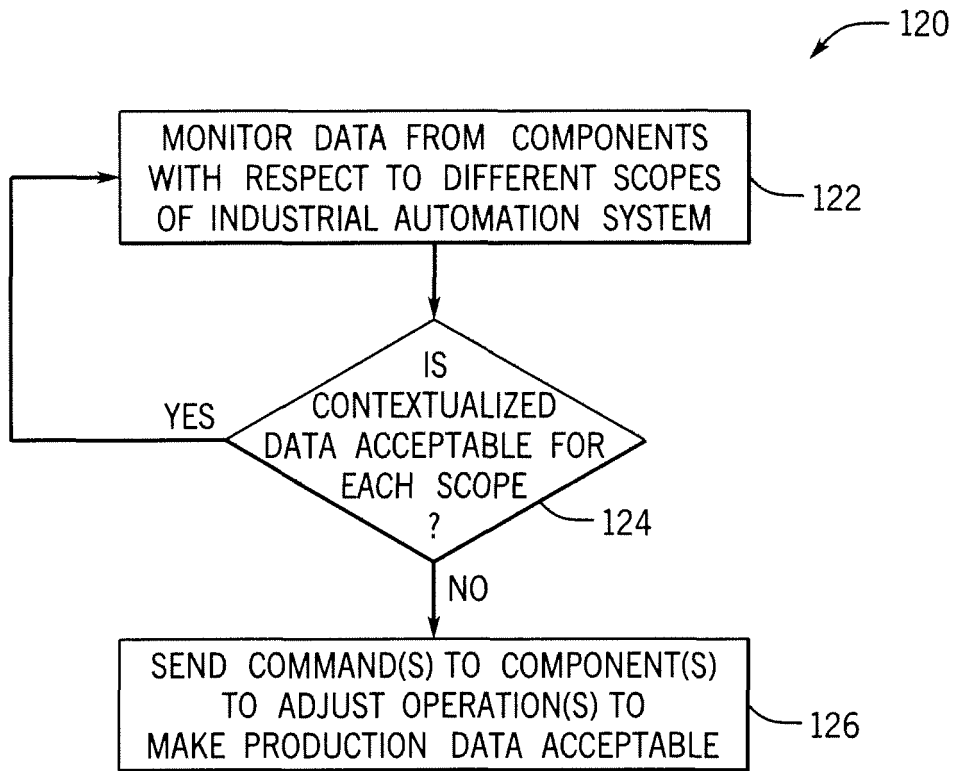 120
MONITOR DATA FROM COMPONENTS
WITH RESPECT TO DIFFERENT SCOPES
OF INDUSTRIAL AUTOMATION SYSTEM
122
IS
CONTEXTUALIZED
DATA ACCEPTABLE FOR
EACH SCOPE
?
YES
124
NO
SEND COMMAND(S) TO COMPONENT(S)
TO ADJUST OPERATION(S) TO
MAKE PRODUCTION DATA ACCEPTABLE
126